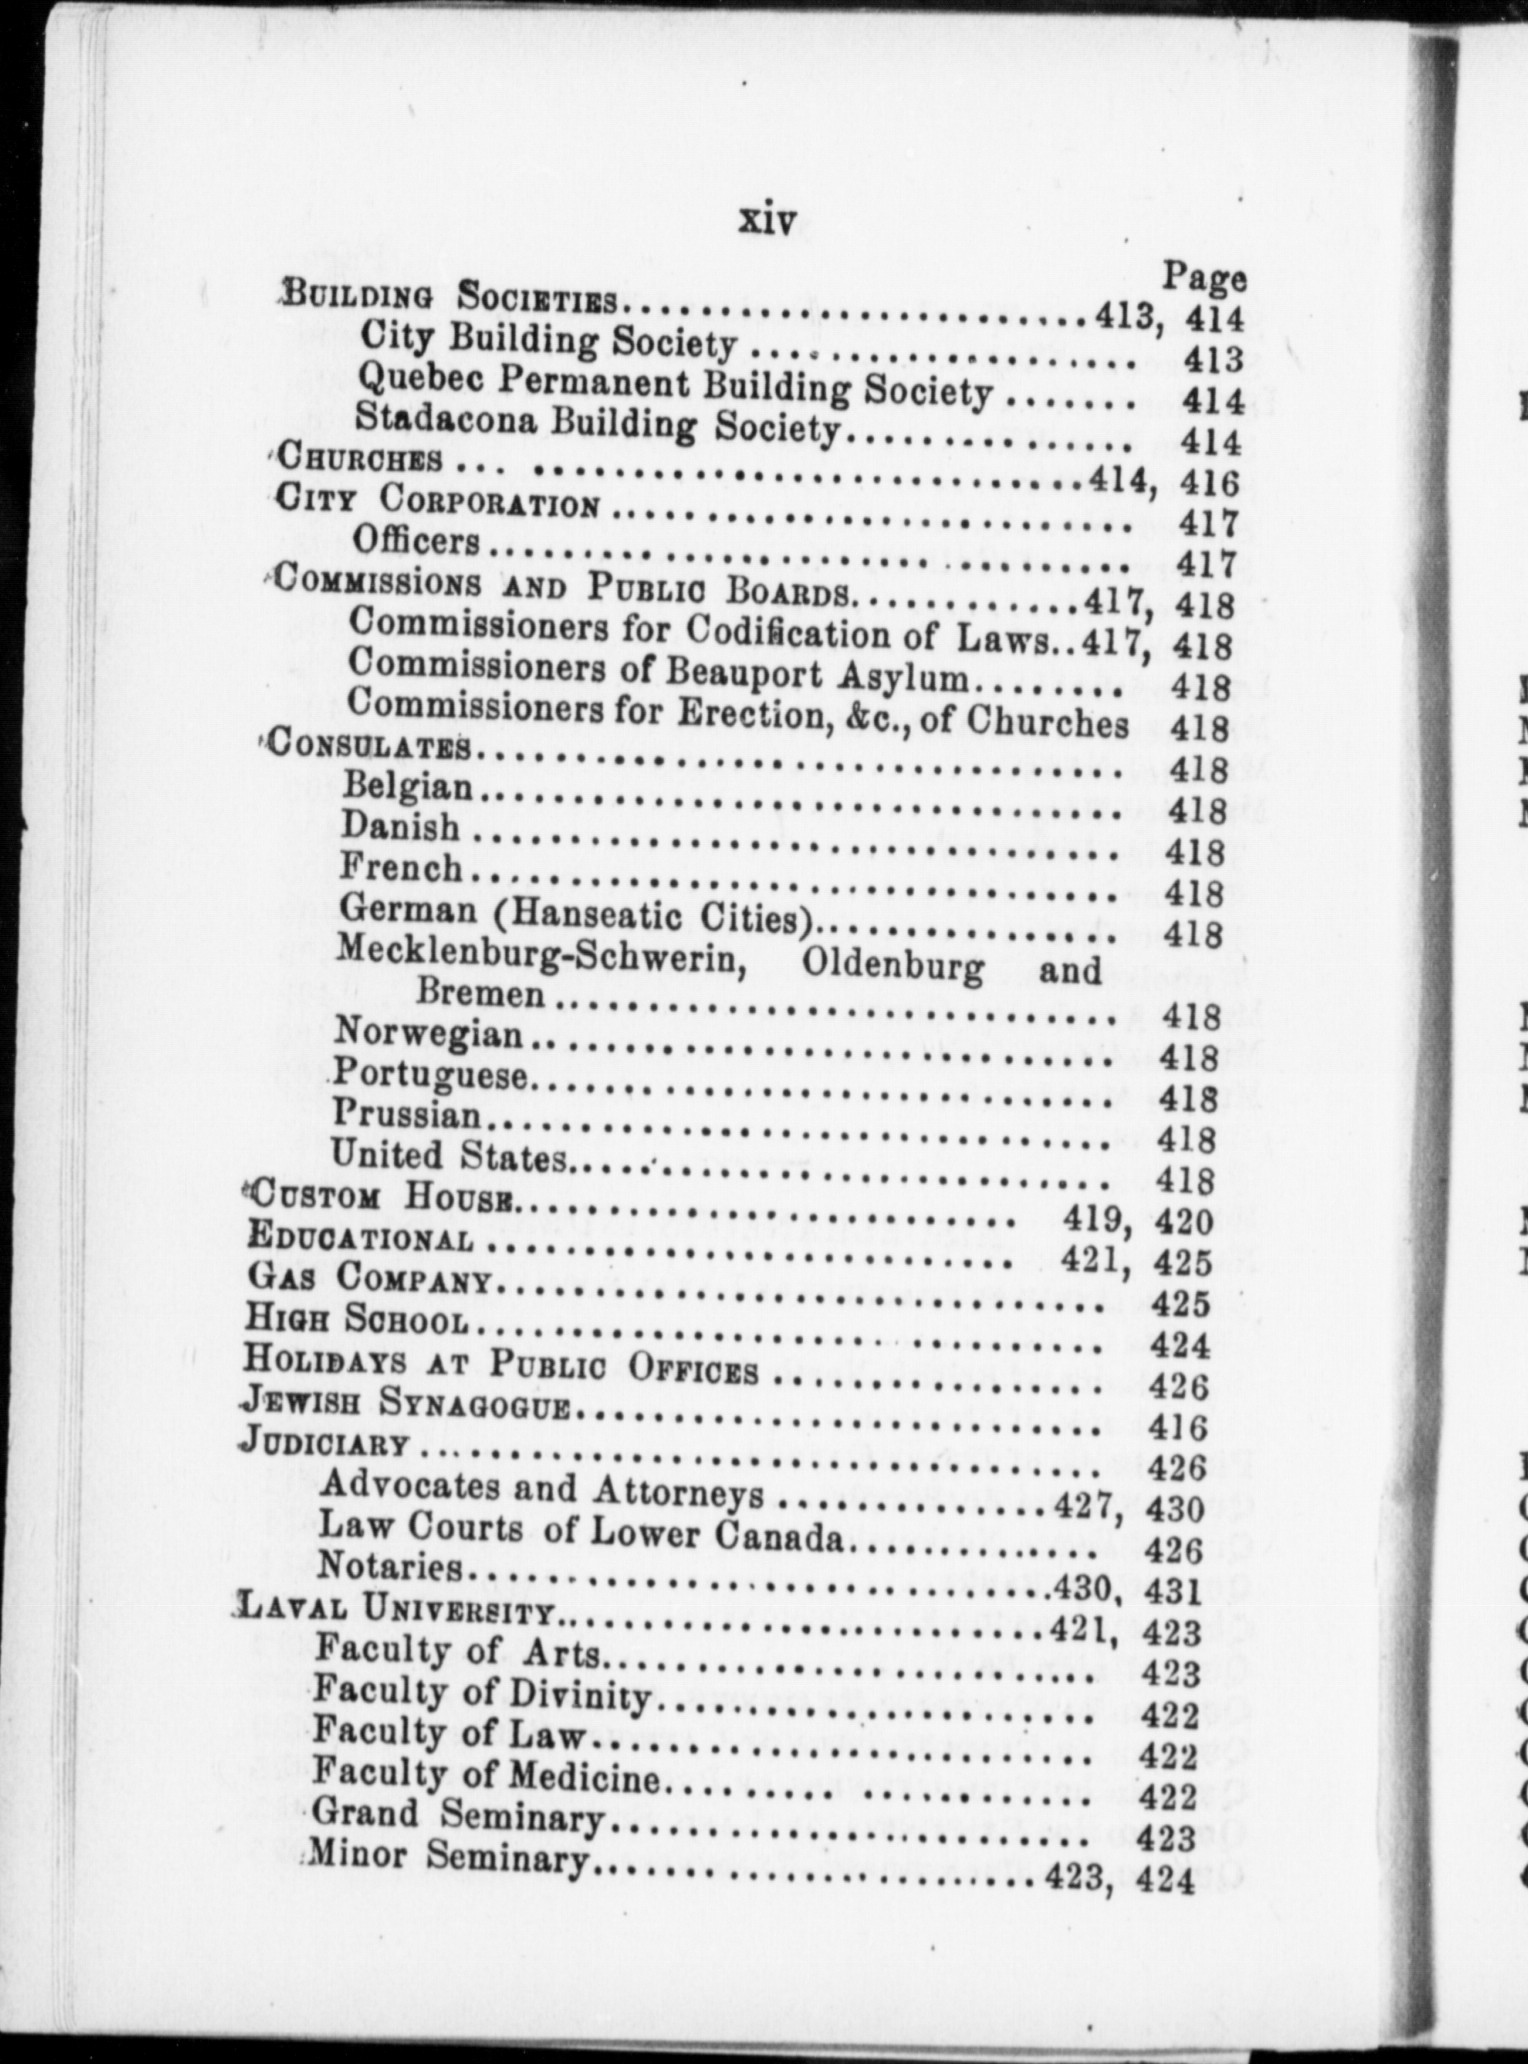 xiv
Page
BUILDING SOCIETIES..........................413, 414
City Building Society .................... 413
Quebec Permanent Building Society ....... 414
Stadacona Building Society................ 414
CHURCHES ... ............................414, 416
CITY CORPORATION ........................... 417
Officers.................................. 417
COMMISSIONS AND PUBLIC BOARDS.............417, 418
Commissioners for Codification of Laws..417, 418
Commissioners of Beauport Asylum........ 418
Commissioners for Erection, &c., of Churches 418
CONSULATES.................................. 418
Belgian.................................. 418
Danish .................................. 418
French.................................. 418
German (Hanseatic Cities)................ 418
Mecklenburg-Schwerin, Oldenburg and
Bremen ............................. 418
Norwegian.............................. 418
Portuguese.............................. 418
Prussian................................ 418
United States............................ 418
CUSTOM HOUSE.......................... 419, 420
EDUCATIONAL ........................... 421, 425
GAS COMPANY............................... 425
HIGH SCHOOL............................... 424
HOLIDAYS AT PUBLIC OFFICES ................. 426
JEWISH SYNAGOGUE........................... 416
JUDICIARY ................................... 426
Advocates and Attorneys ..............427, 430
Law Courts of Lower Canada............. 426
Notaries..............................430, 431
LAVAL UNIVERSITY.........................421, 423
Faculty of Arts.......................... 423
Faculty of Divinity....................... 422
Faculty of Law.......................... 422
Faculty of Medicine...................... 422
Grand Seminary......................... 423
Minor Seminary.......................423, 424